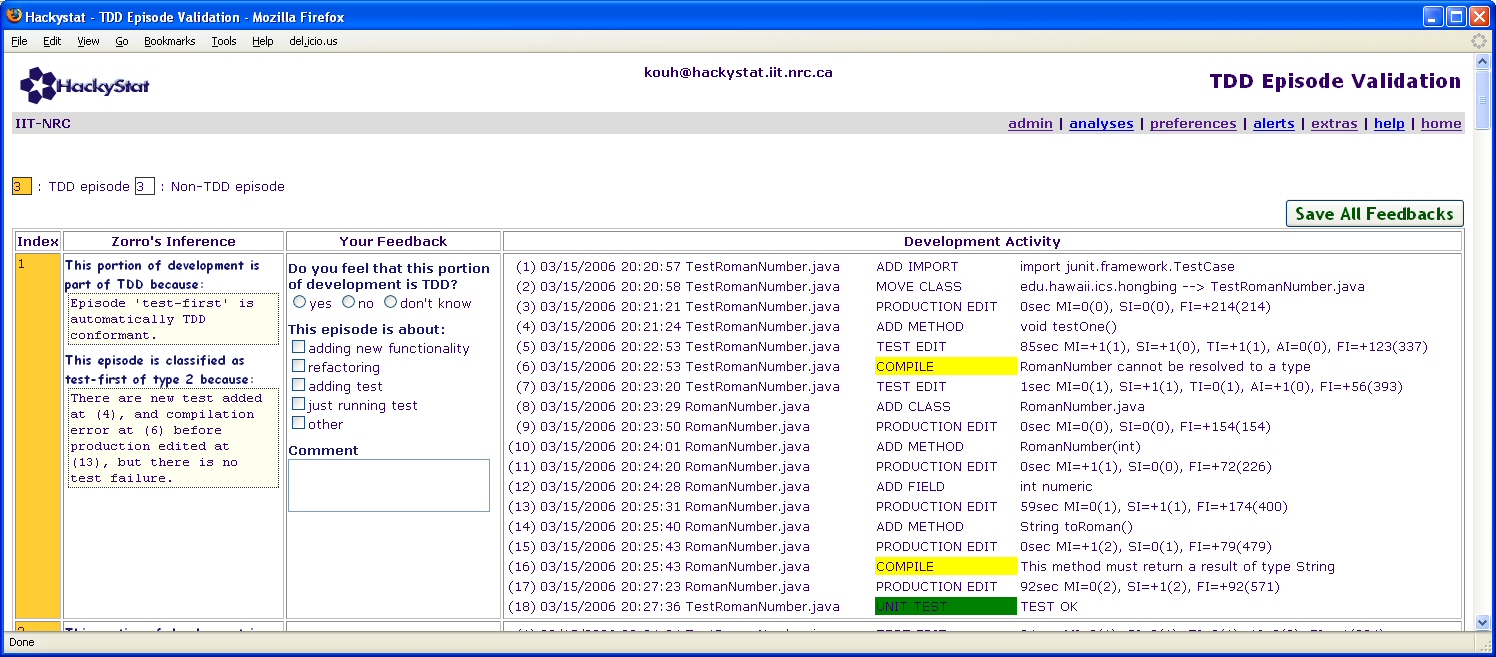 Hackystat - TDD Episode Validation - Mozilla Firefox
File Edit View Go Bookmarks Tools Help del.icio.us
HackyStat
kouh@hackystat.iit.nrc.ca
TDD Episode Validation
IIT-NRC
admin | analyses | preferences | alerts | extras | help | home
3 : TDD episode 3 : Non-TDD episode
Save All Feedbacks
Index Zorro's Inference Your Feedback Development Activity
1
This portion of development is
part of TDD because:
Episode 'test-first' is
automatically TDD
conformant.
This episode is classified as
test-first of type 2 because:
There are new test added
at (4), and compilation
error at (6) before
production edited at
(13), but there is no
test failure.
Do you feel that this portion
of development is TDD?
yes no don't know
This episode is about:
adding new functionality
refactoring
adding test
just running test
other
Comment
(1) 03/15/2006 20:20:57 TestRomanNumber.java ADD IMPORT import junit.framework.TestCase
(2) 03/15/2006 20:20:58 TestRomanNumber.java MOVE CLASS edu.hawaii.ics.hongbing --> TestRomanNumber.java
(3) 03/15/2006 20:21:21 TestRomanNumber.java PRODUCTION EDIT 0sec MI=0(0), SI=0(0), FI=+214(214)
(4) 03/15/2006 20:21:24 TestRomanNumber.java ADD METHOD void testOne()
(5) 03/15/2006 20:22:53 TestRomanNumber.java TEST EDIT 85sec MI=+1(1), SI=+1(0), TI=+1(1), AI=0(0), FI=+123(337)
(6) 03/15/2006 20:22:53 TestRomanNumber.java COMPILE RomanNumber cannot be resolved to a type
(7) 03/15/2006 20:23:20 TestRomanNumber.java TEST EDIT 1sec MI=0(1), SI=+1(1), TI=0(1), AI=+1(0), FI=+56(393)
(8) 03/15/2006 20:23:29 RomanNumber.java ADD CLASS RomanNumber.java
(9) 03/15/2006 20:23:50 RomanNumber.java PRODUCTION EDIT 0sec MI=0(0), SI=0(0), FI=+154(154)
(10) 03/15/2006 20:24:01 RomanNumber.java ADD METHOD RomanNumber(int)
(11) 03/15/2006 20:24:20 RomanNumber.java PRODUCTION EDIT 0sec MI=+1(1), SI=0(0), FI=+72(226)
(12) 03/15/2006 20:24:28 RomanNumber.java ADD FIELD int numeric
(13) 03/15/2006 20:25:31 RomanNumber.java PRODUCTION EDIT 59sec MI=0(1), SI=+1(1), FI=+174(400)
(14) 03/15/2006 20:25:40 RomanNumber.java ADD METHOD String toRoman()
(15) 03/15/2006 20:25:43 RomanNumber.java PRODUCTION EDIT 0sec MI=+1(2), SI=0(1), FI=+79(479)
(16) 03/15/2006 20:25:43 RomanNumber.java COMPILE This method must return a result of type String
(17) 03/15/2006 20:27:23 RomanNumber.java PRODUCTION EDIT 92sec MI=0(2), SI=+1(2), FI=+92(571)
(18) 03/15/2006 20:27:36 TestRomanNumber.java UNIT TEST TEST OK
Done